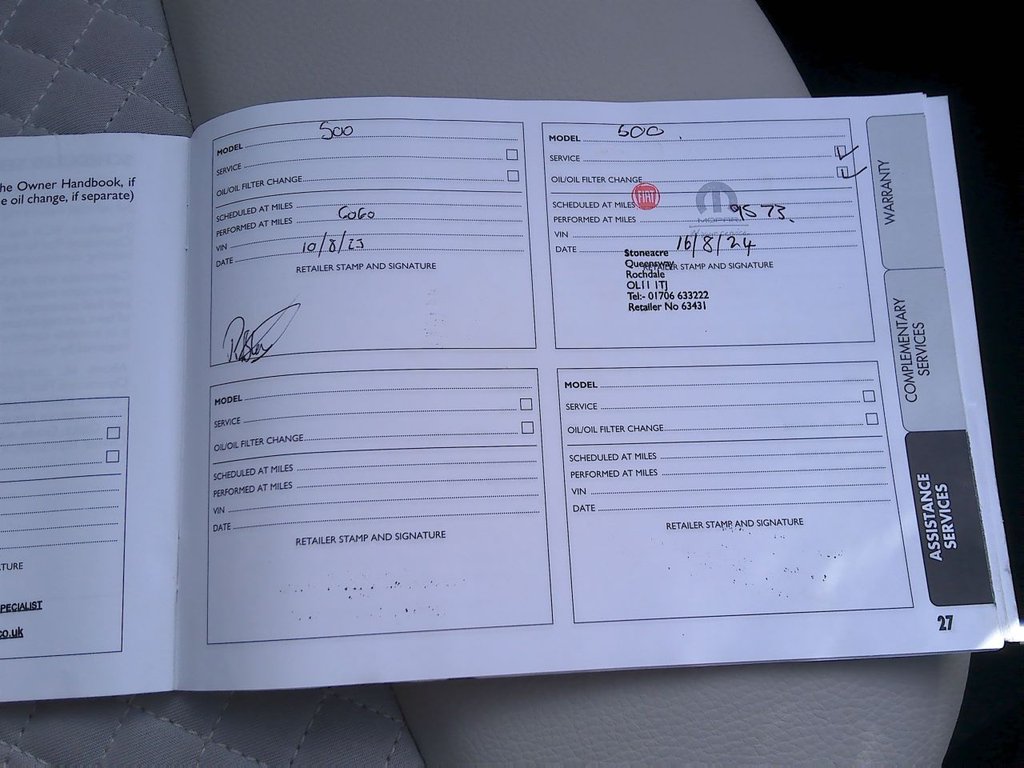 he Owner Handbook, if
e oil change, if separate)
TURE
PECIALIST
co.uk
MODEL 500
SERVICE
OIL/OIL FILTER CHANGE
SCHEDULED AT MILES
PERFORMED AT MILES 6060
VIN
DATE 10/8/23
RETAILER STAMP AND SIGNATURE
MODEL 500
SERVICE
OIL/OIL FILTER CHANGE
SCHEDULED AT MILES
FIAT
MOPAR
PERFORMED AT MILES 9573.
VIN
DATE 16/8/24
RETAILER STAMP AND SIGNATURE
Stoneacre
Queensway
Rochdale
OL11 1TJ
Tel:- 01706 633222
Retailer No 63431
MODEL
SERVICE
OIL/OIL FILTER CHANGE
SCHEDULED AT MILES
PERFORMED AT MILES
VIN
DATE
RETAILER STAMP AND SIGNATURE
MODEL
SERVICE
OIL/OIL FILTER CHANGE
SCHEDULED AT MILES
PERFORMED AT MILES
VIN
DATE
RETAILER STAMP AND SIGNATURE
WARRANTY
COMPLEMENTARY
SERVICES
ASSISTANCE
SERVICES
27